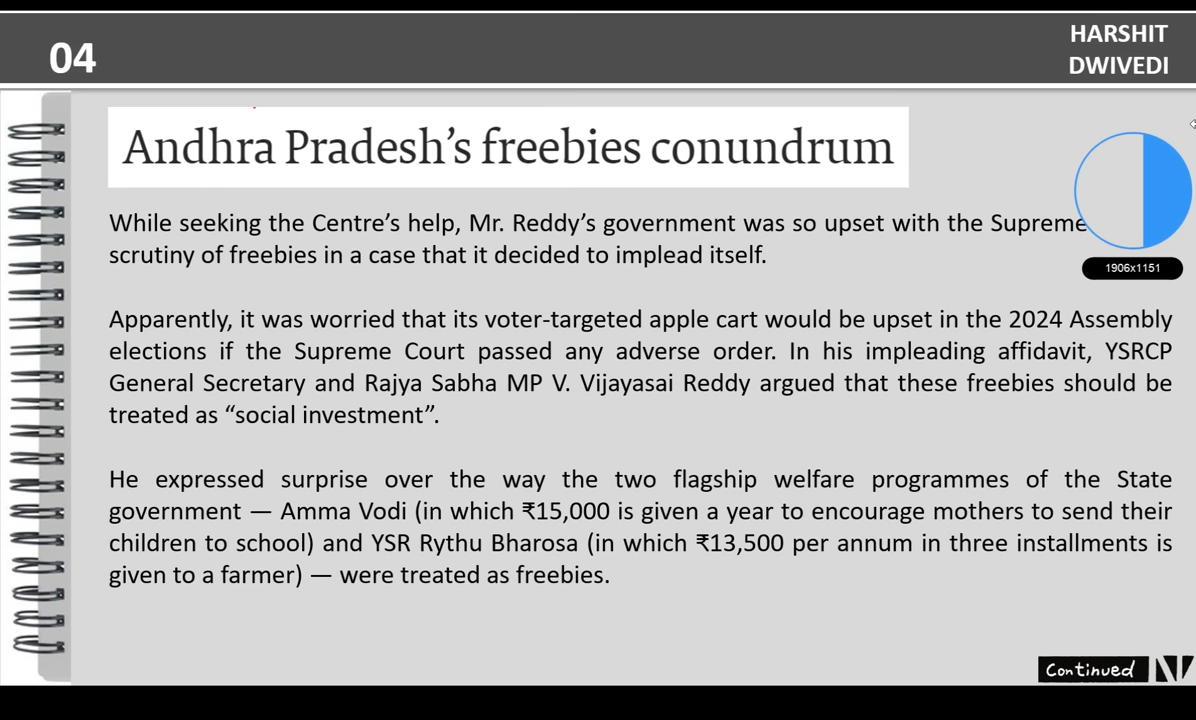 04
HARSHIT
DWIVEDI
Andhra Pradesh’s freebies conundrum
While seeking the Centre’s help, Mr. Reddy’s government was so upset with the Supreme
scrutiny of freebies in a case that it decided to implead itself.
1906x1151
Apparently, it was worried that its voter-targeted apple cart would be upset in the 2024 Assembly
elections if the Supreme Court passed any adverse order. In his impleading affidavit, YSRCP
General Secretary and Rajya Sabha MP V. Vijayasai Reddy argued that these freebies should be
treated as “social investment”.
He expressed surprise over the way the two flagship welfare programmes of the State
government — Amma Vodi (in which ₹15,000 is given a year to encourage mothers to send their
children to school) and YSR Rythu Bharosa (in which ₹13,500 per annum in three installments is
given to a farmer) — were treated as freebies.
Continued